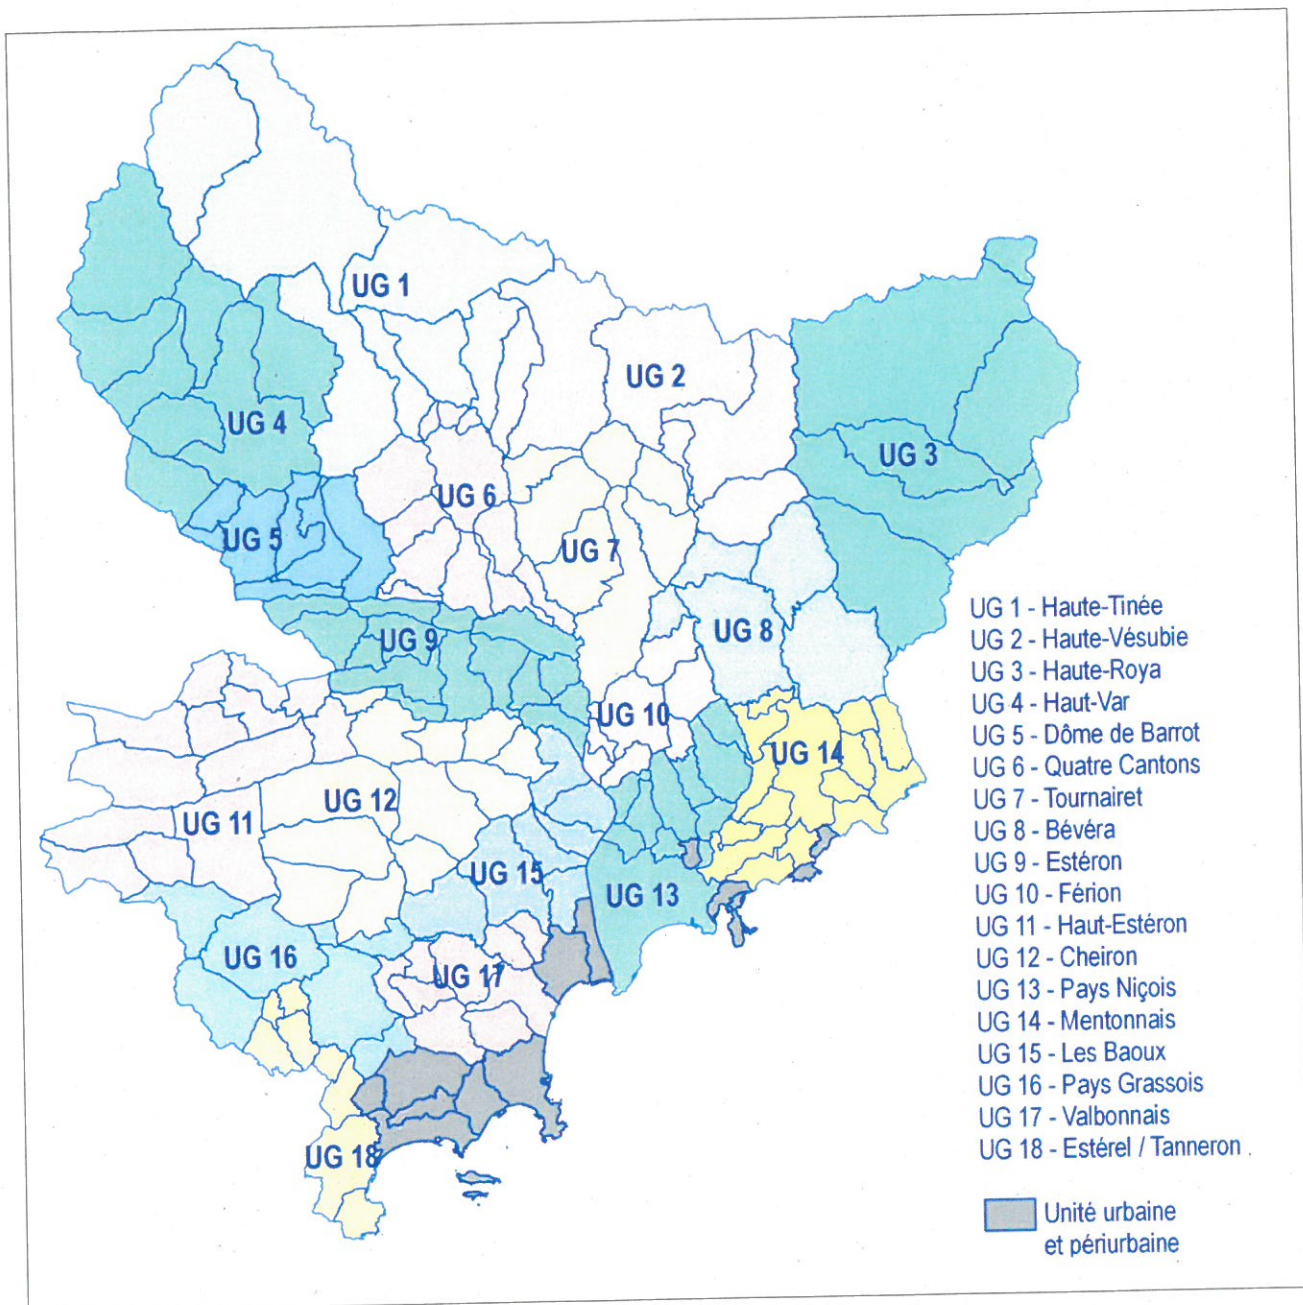 UG 1
UG 2
UG 3
UG 4
UG 5
UG 6
UG 7
UG 8
UG 9
UG 10
UG 11
UG 12
UG 13
UG 14
UG 15
UG 16
UG 17
UG 18
UG 1 - Haute-Tinée
UG 2 - Haute-Vésubie
UG 3 - Haute-Roya
UG 4 - Haut-Var
UG 5 - Dôme de Barrot
UG 6 - Quatre Cantons
UG 7 - Tournairet
UG 8 - Bévéra
UG 9 - Estéron
UG 10 - Férion
UG 11 - Haut-Estéron
UG 12 - Cheiron
UG 13 - Pays Niçois
UG 14 - Mentonnais
UG 15 - Les Baoux
UG 16 - Pays Grassois
UG 17 - Valbonnais
UG 18 - Estérel / Tanneron
Unité urbaine
et périurbaine